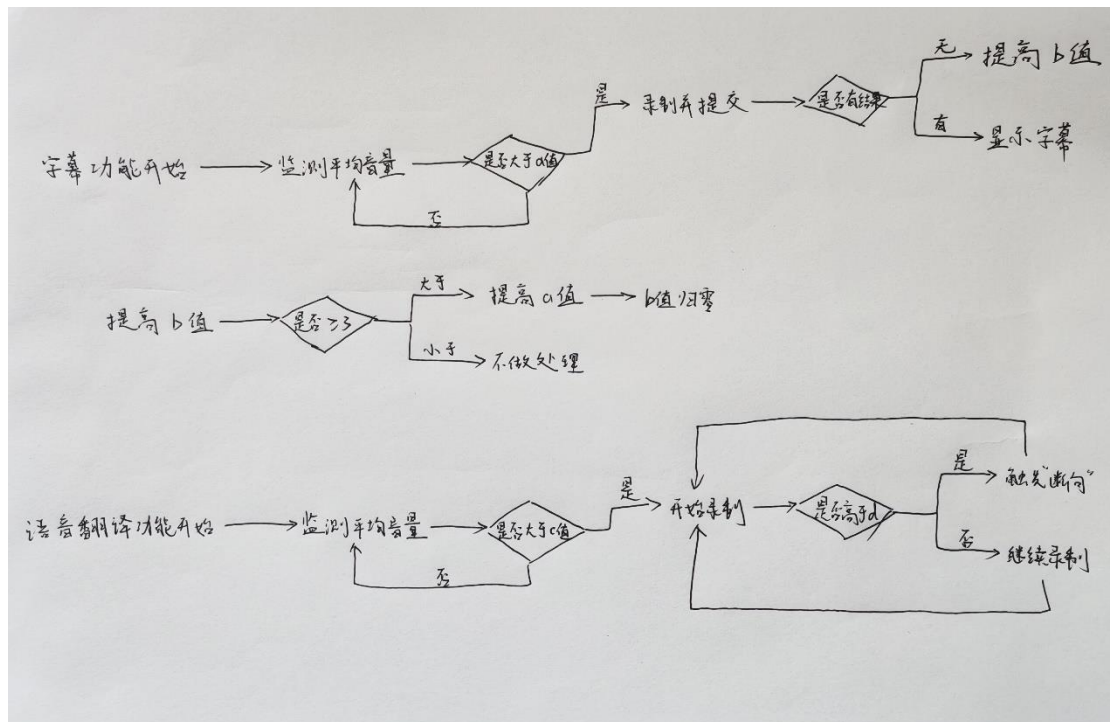 字幕功能开始 监测平均音量 是否大于a值 是 录制并提交 是否有结果 无 提高b值
有 显示字幕
否
提高b值 是否≥3 大于 提高a值 b值归零
小于 不做处理
语音翻译功能开始 监测平均音量 是否大于c值 是 开始录制 是否高于d 是 触发“断句”
否 继续录制
否